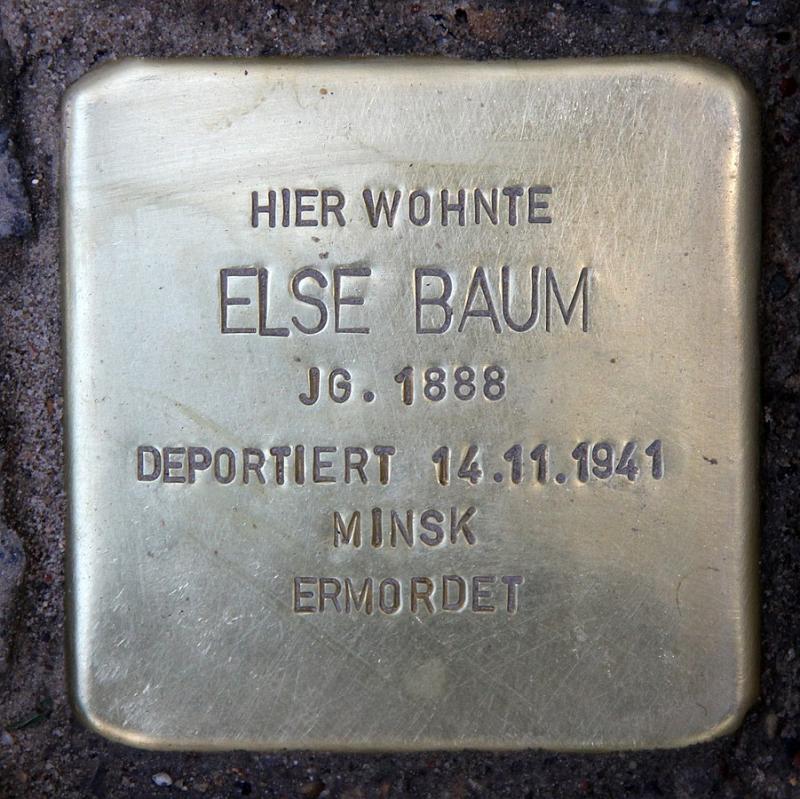 HIER WOHNTE
ELSE BAUM
JG. 1888
DEPORTIERT 14.11.1941
MINSK
ERMORDET